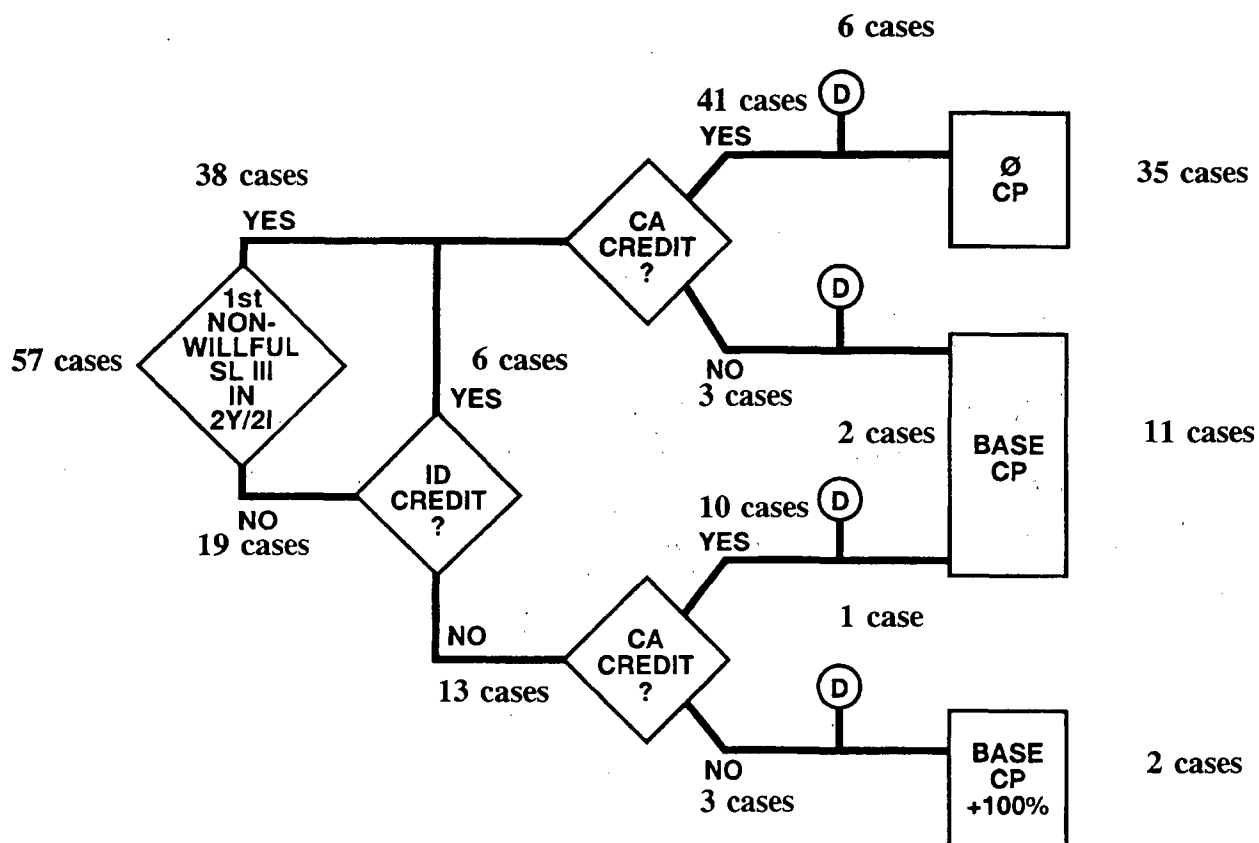 6 cases
41 cases
D
YES
Ø
CP
35 cases
38 cases
YES
CA
CREDIT
?
1st
NON-
WILLFUL
SL III
IN
2Y/2I
57 cases
D
NO
3 cases
6 cases
YES
2 cases
BASE
CP
11 cases
ID
CREDIT
?
NO
19 cases
10 cases
D
YES
1 case
NO
13 cases
CA
CREDIT
?
D
NO
3 cases
BASE
CP
+100%
2 cases